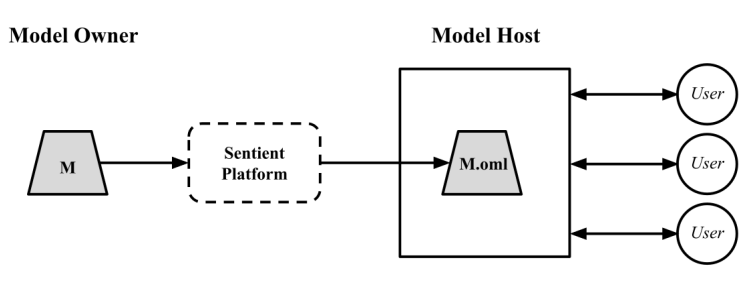 Model Owner
Model Host
M
Sentient
Platform
M.oml
User
User
User